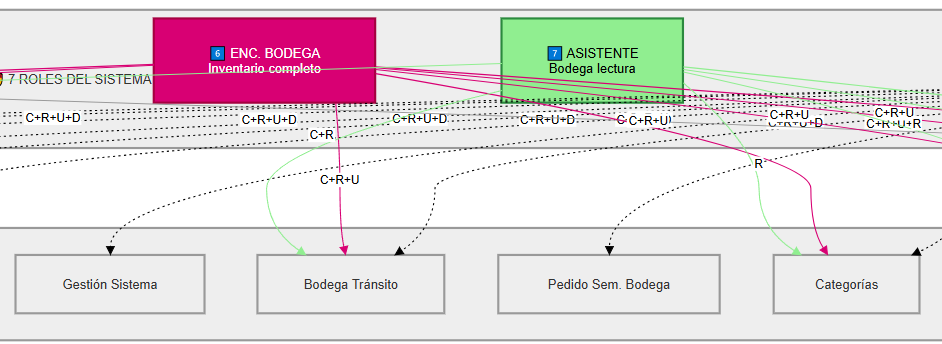 6 ENC. BODEGA
Inventario completo
7 ASISTENTE
Bodega lectura
7 ROLES DEL SISTEMA
C+R+U+D
C+R+U+D
C+R
C+R+U+D
C+R+U+D
C+R+U
C+R+U
C+R+U+D
C+R+U
C+R+U+R
C+R+U
R
Gestión Sistema
Bodega Tránsito
Pedido Sem. Bodega
Categorías